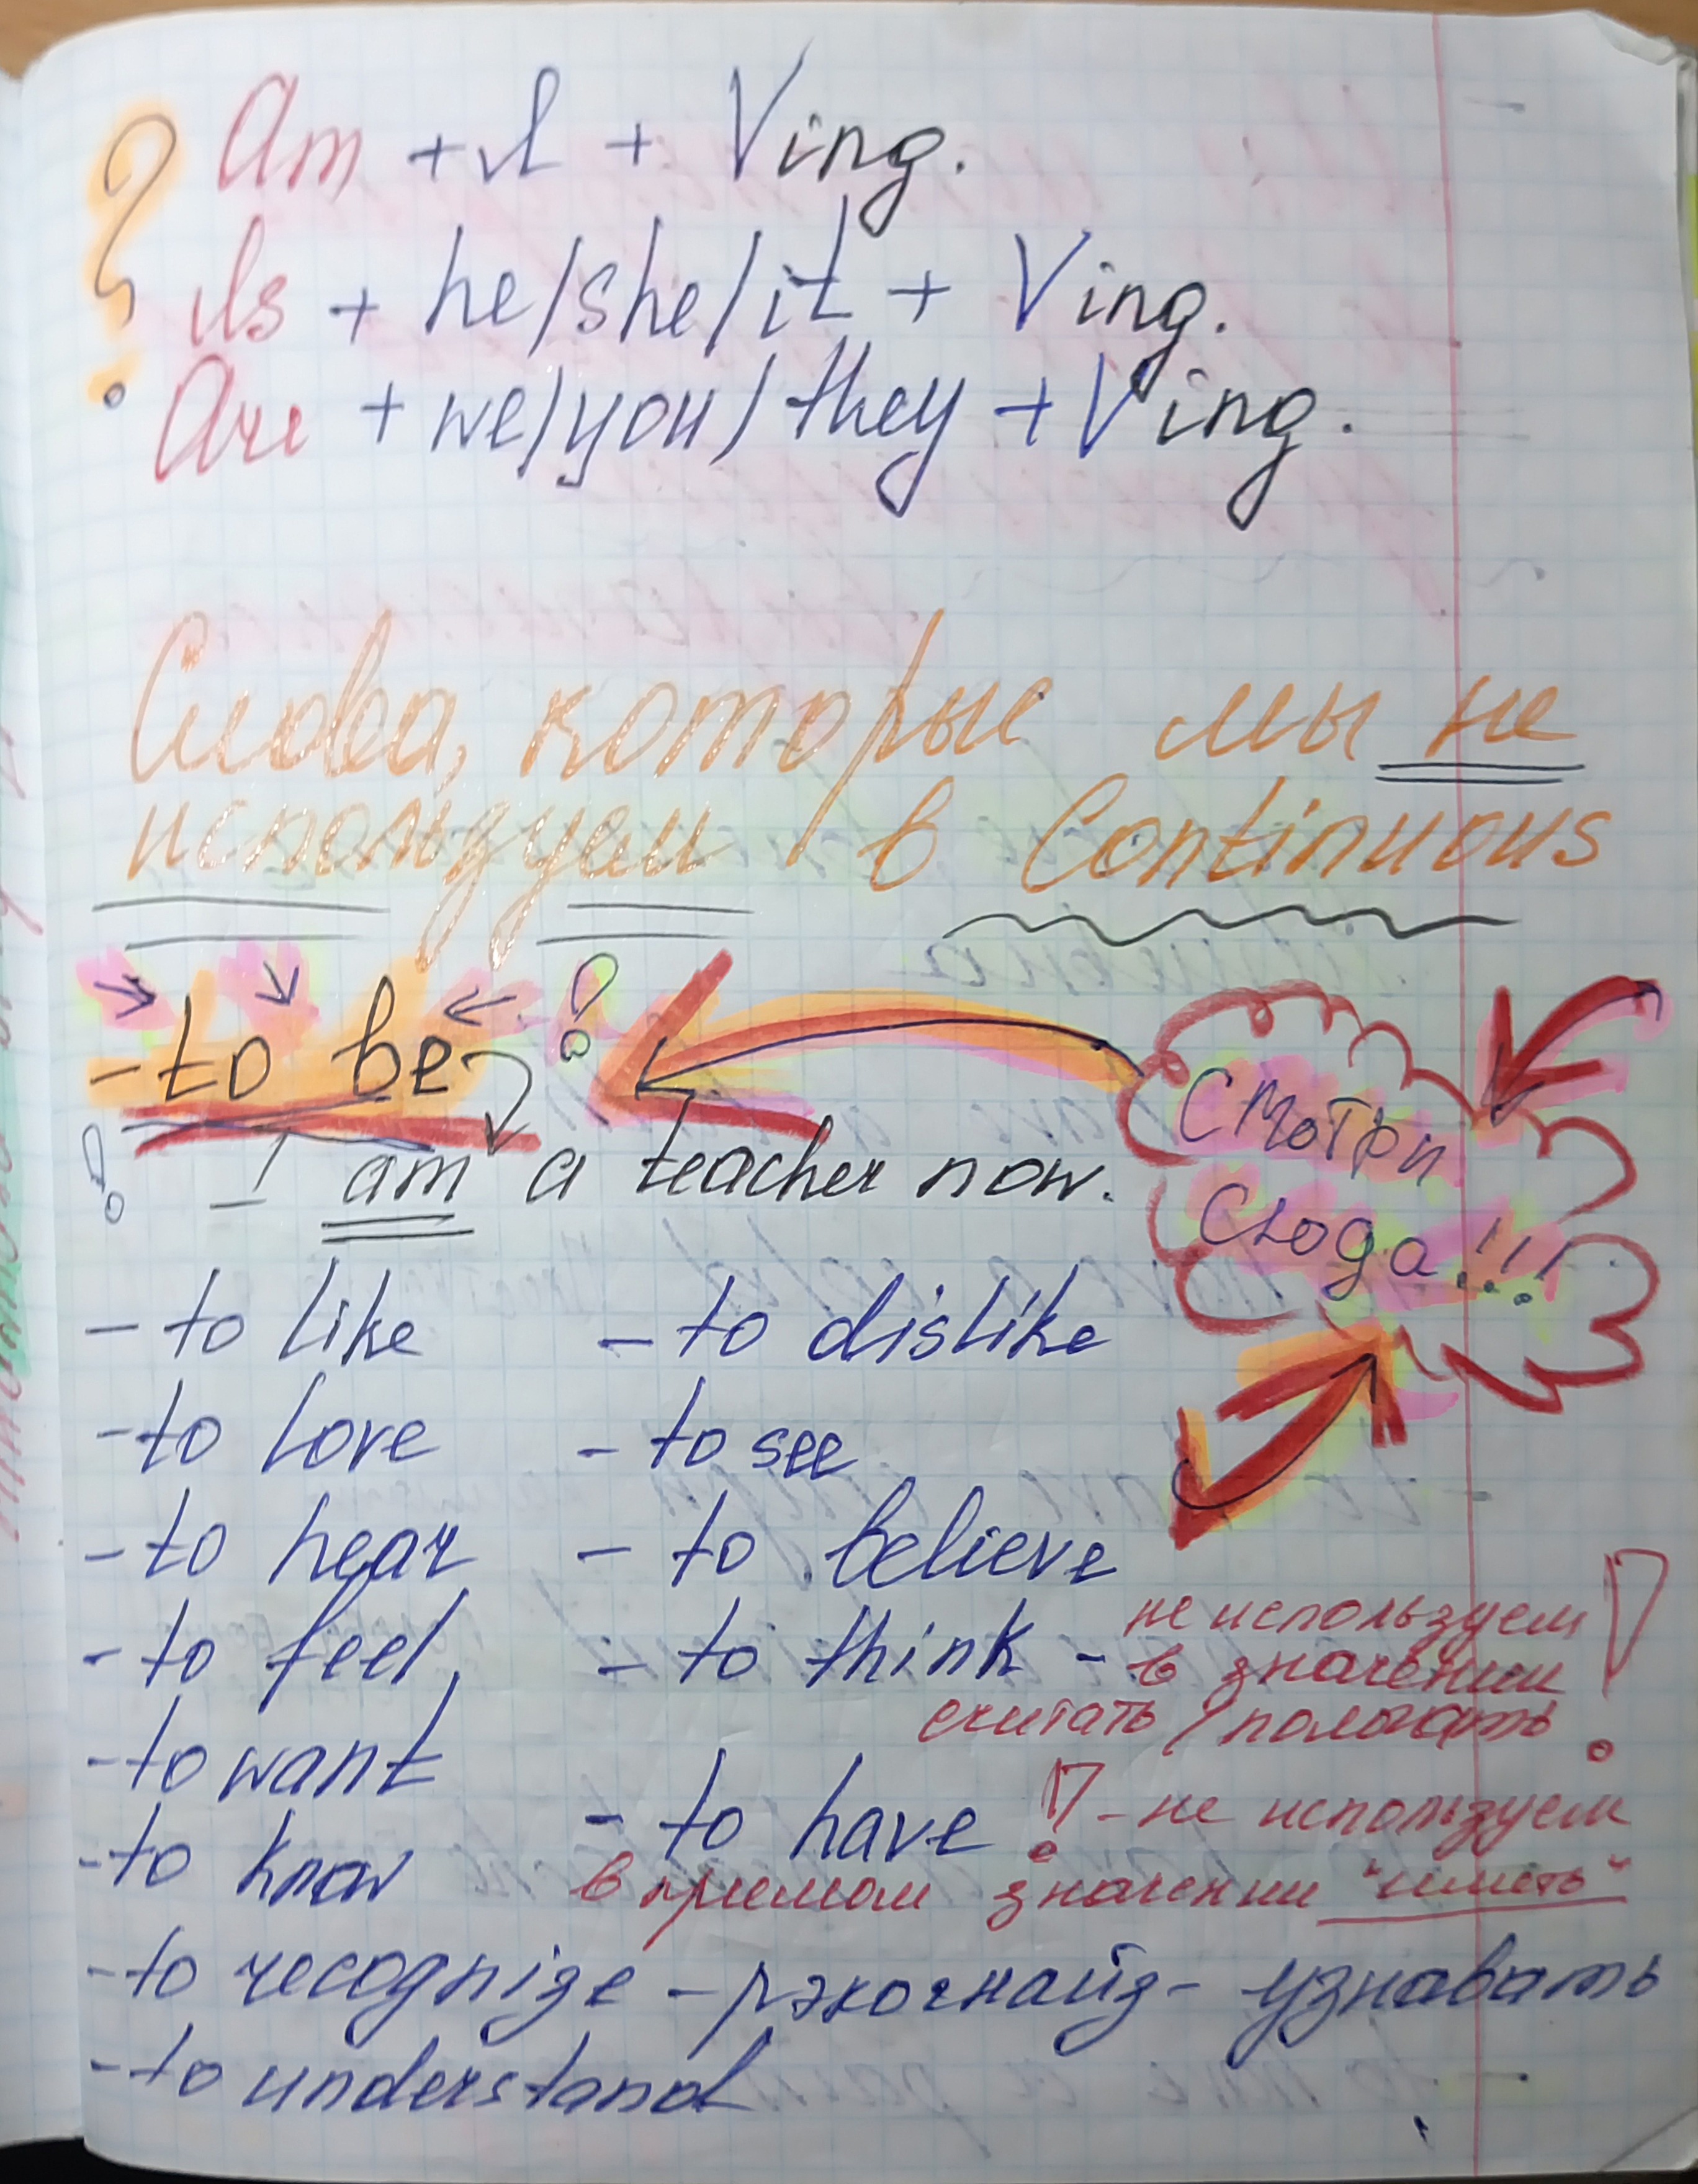 ? Am + I + Ving.
Is + he/she/it + Ving.
Are + we/you/they + Ving.
Слова, которые мы не
используем в Continuous
- to be !
Смотри
Сюда!!!
! I am a teacher now.
- to like - to dislike
- to love - to see
- to hear - to believe
- to feel - to think - не используем
в значении
считать / полагать !
- to want
- to have ! - не используем
- to know в прямом значении "иметь"
- to recognize - рэкогнайз - узнавать
- to understand